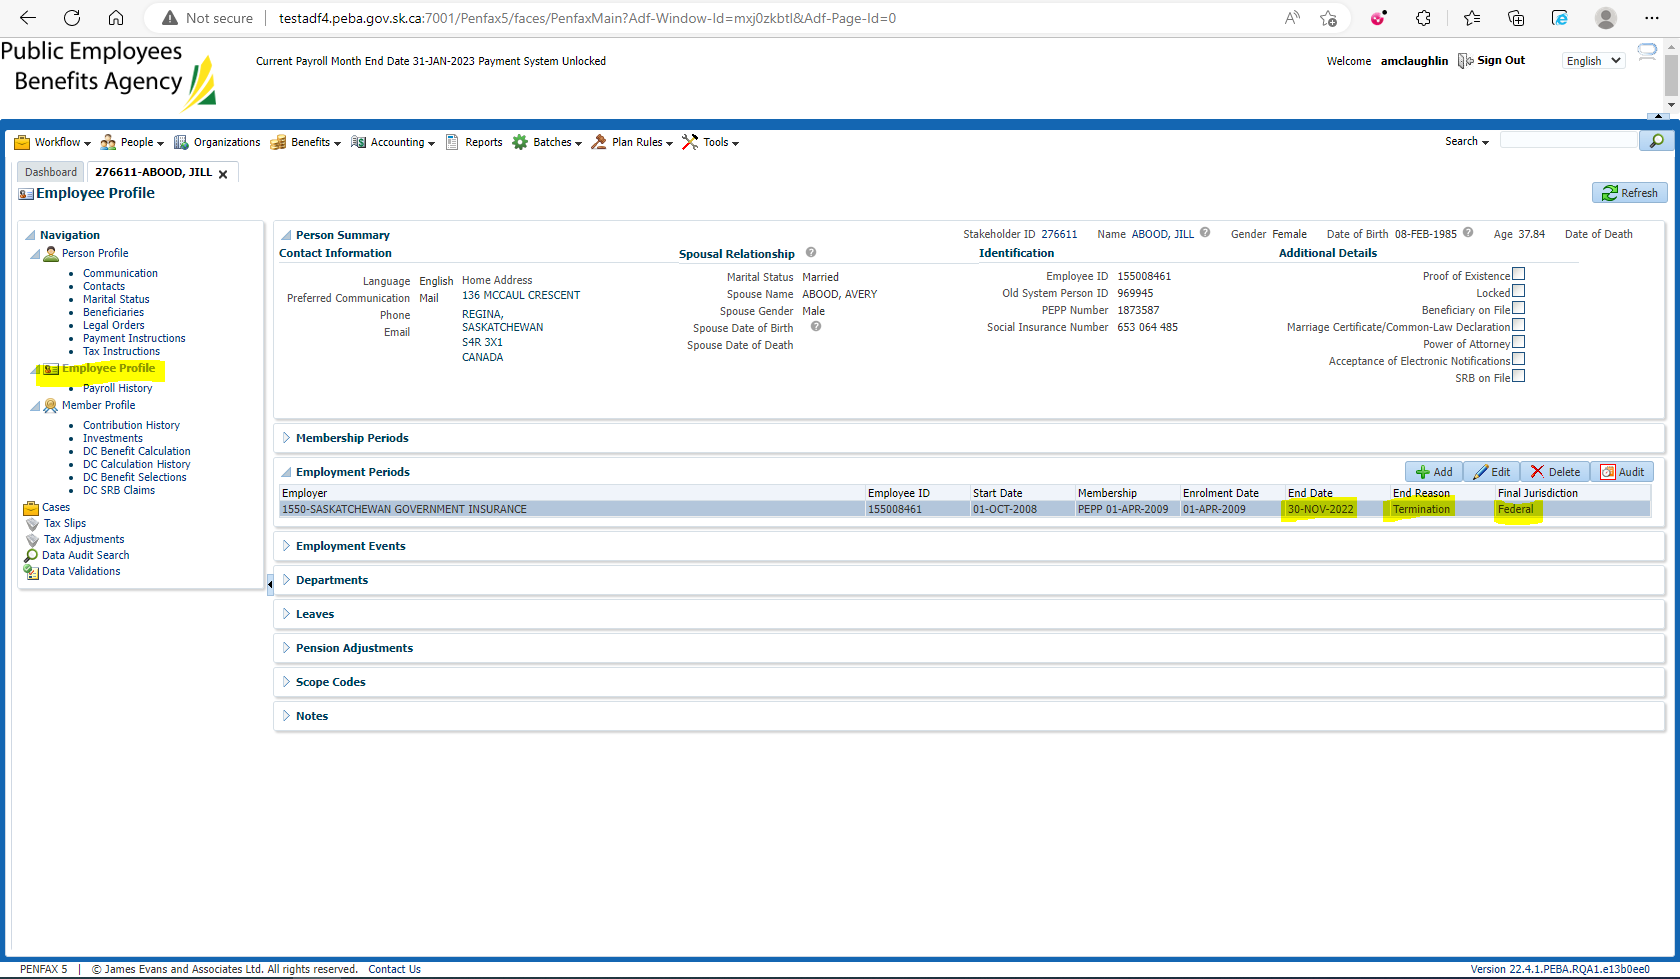 Not secure | testadf4.peba.gov.sk.ca:7001/Penfax5/faces/PenfaxMain?Adf-Window-Id=mxj0zkbtl&Adf-Page-Id=0
Public Employees
Benefits Agency
Current Payroll Month End Date 31-JAN-2023 Payment System Unlocked
Welcome amclaughlin Sign Out English
Workflow People Organizations Benefits Accounting Reports Batches Plan Rules Tools Search
Dashboard 276611-ABOOD, JILL
Employee Profile
Refresh
Navigation
Person Profile
Communication
Contacts
Marital Status
Beneficiaries
Legal Orders
Payment Instructions
Tax Instructions
Employee Profile
Payroll History
Member Profile
Contribution History
Investments
DC Benefit Calculation
DC Calculation History
DC Benefit Selections
DC SRB Claims
Cases
Tax Slips
Tax Adjustments
Data Audit Search
Data Validations
Person Summary
Stakeholder ID 276611 Name ABOOD, JILL Gender Female Date of Birth 08-FEB-1985 Age 37.84 Date of Death
Contact Information
Language English
Preferred Communication Mail
Phone
Email
Home Address
136 MCCAUL CRESCENT
REGINA,
SASKATCHEWAN
S4R 3X1
CANADA
Spousal Relationship
Marital Status Married
Spouse Name ABOOD, AVERY
Spouse Gender Male
Spouse Date of Birth
Spouse Date of Death
Identification
Employee ID 155008461
Old System Person ID 969945
PEPP Number 1873587
Social Insurance Number 653 064 485
Additional Details
Proof of Existence
Locked
Beneficiary on File
Marriage Certificate/Common-Law Declaration
Power of Attorney
Acceptance of Electronic Notifications
SRB on File
Membership Periods
Employment Periods
Add Edit Delete Audit
Employer Employee ID Start Date Membership Enrolment Date End Date End Reason Final Jurisdiction
1550-SASKATCHEWAN GOVERNMENT INSURANCE 155008461 01-OCT-2008 PEPP 01-APR-2009 01-APR-2009 30-NOV-2022 Termination Federal
Employment Events
Departments
Leaves
Pension Adjustments
Scope Codes
Notes
PENFAX 5 | © James Evans and Associates Ltd. All rights reserved. Contact Us
Version 22.4.1.PEBA.RQA1.e13b0ee0